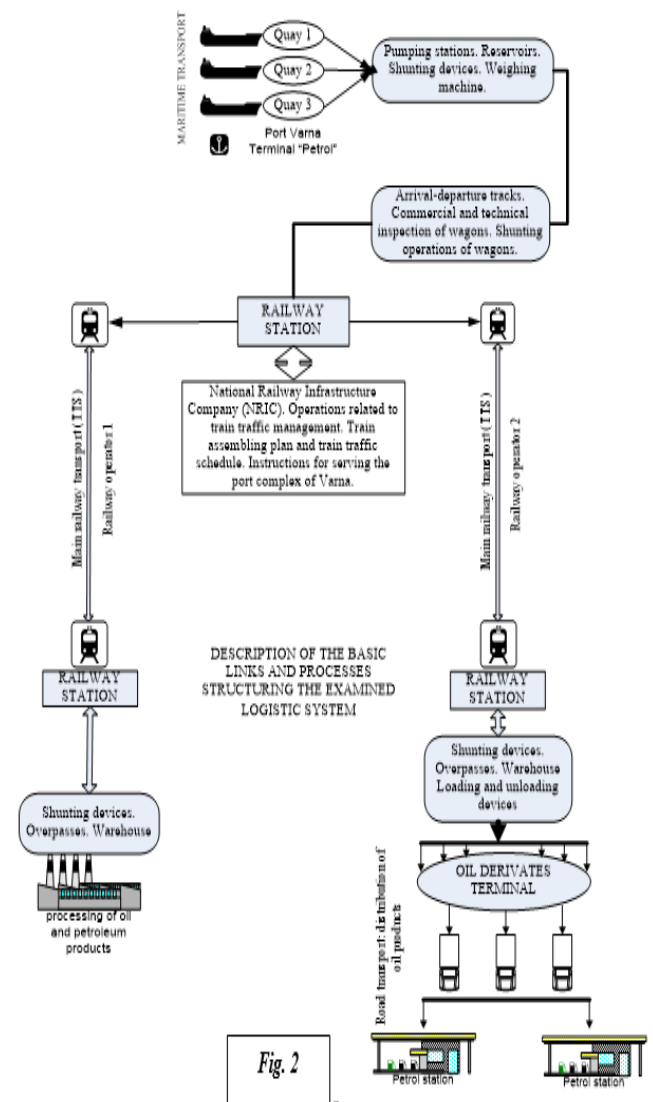 MARITIME TRANSPORT
Quay 1
Quay 2
Quay 3
Port Varna
Terminal "Petrol"
Pumping stations. Reservoirs.
Shunting devices. Weighing
machine.
Arrival-departure tracks.
Commercial and technical
inspection of wagons. Shunting
operations of wagons.
RAILWAY
STATION
National Railway Infrastructure
Company (NRIC). Operations related to
train traffic management. Train
assembling plan and train traffic
schedule. Instructions for serving the
port complex of Varna.
Main railway transport (TTS)
Railway operator 1
Main railway transport (TTS)
Railway operator 2
RAILWAY
STATION
DESCRIPTION OF THE BASIC
LINKS AND PROCESSES
STRUCTURING THE EXAMINED
LOGISTIC SYSTEM
RAILWAY
STATION
Shunting devices.
Overpasses. Warehouse
processing of oil
and petroleum
products
Shunting devices.
Overpasses. Warehouse
Loading and unloading
devices
OIL DERIVATES
TERMINAL
Road transport: distribution of
oil products
Petrol station
Petrol station
Fig. 2